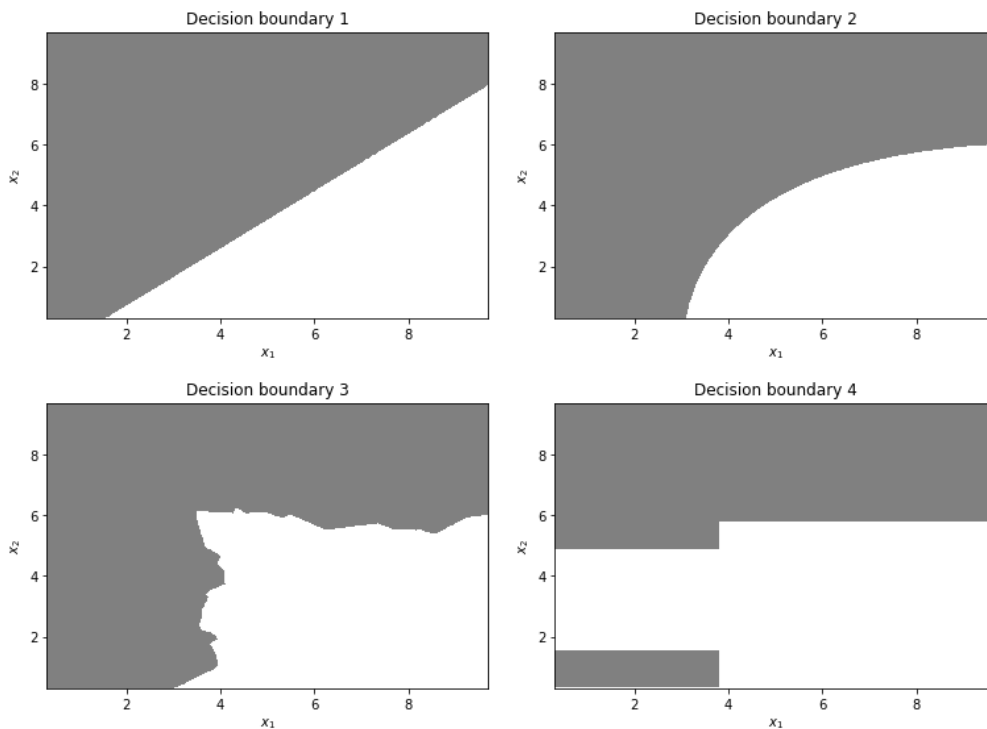 Decision boundary 1
8
6
4
2
x₂
2 4 6 8
x₁
Decision boundary 2
8
6
4
2
x₂
2 4 6 8
x₁
Decision boundary 3
8
6
4
2
x₂
2 4 6 8
x₁
Decision boundary 4
8
6
4
2
x₂
2 4 6 8
x₁